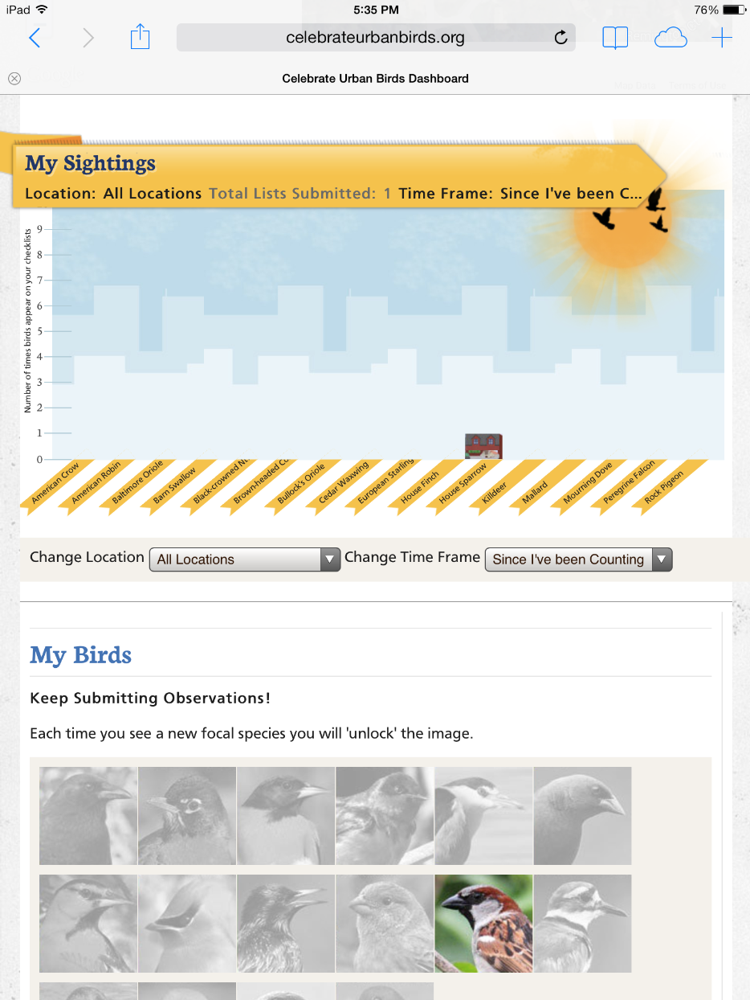 iPad 5:35 PM 76%
celebrateurbanbirds.org
Celebrate Urban Birds Dashboard
My Sightings
Location: All Locations Total Lists Submitted: 1 Time Frame: Since I've been C...
Number of times birds appear on your checklists
9
8
7
6
5
4
3
2
1
0
American Crow
American Robin
Baltimore Oriole
Barn Swallow
Black-crowned N
Brown-headed Co
Bullock's Oriole
Cedar Waxwing
European Starling
House Finch
House Sparrow
Killdeer
Mallard
Mourning Dove
Peregrine Falcon
Rock Pigeon
Change Location All Locations Change Time Frame Since I've been Counting
My Birds
Keep Submitting Observations!
Each time you see a new focal species you will 'unlock' the image.